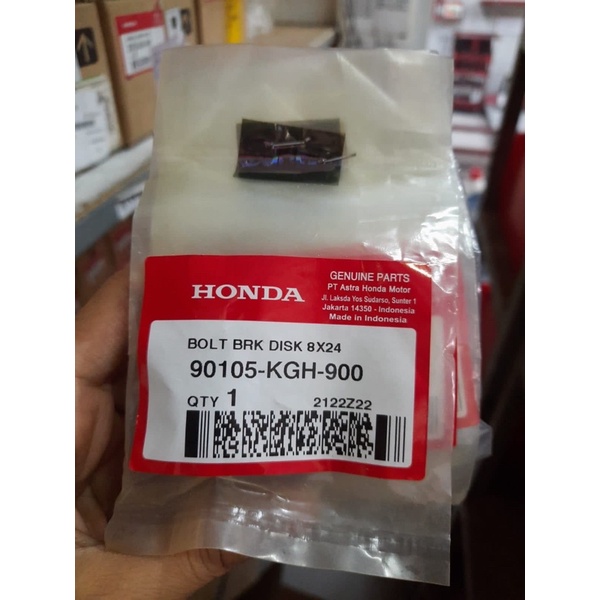 HONDA
GENUINE PARTS
PT Astra Honda Motor
Jl. Laksda Yos Sudarso, Sunter 1
Jakarta 14350 - Indonesia
Made in Indonesia
BOLT BRK DISK 8X24
90105-KGH-900
QTY 1 2122Z22